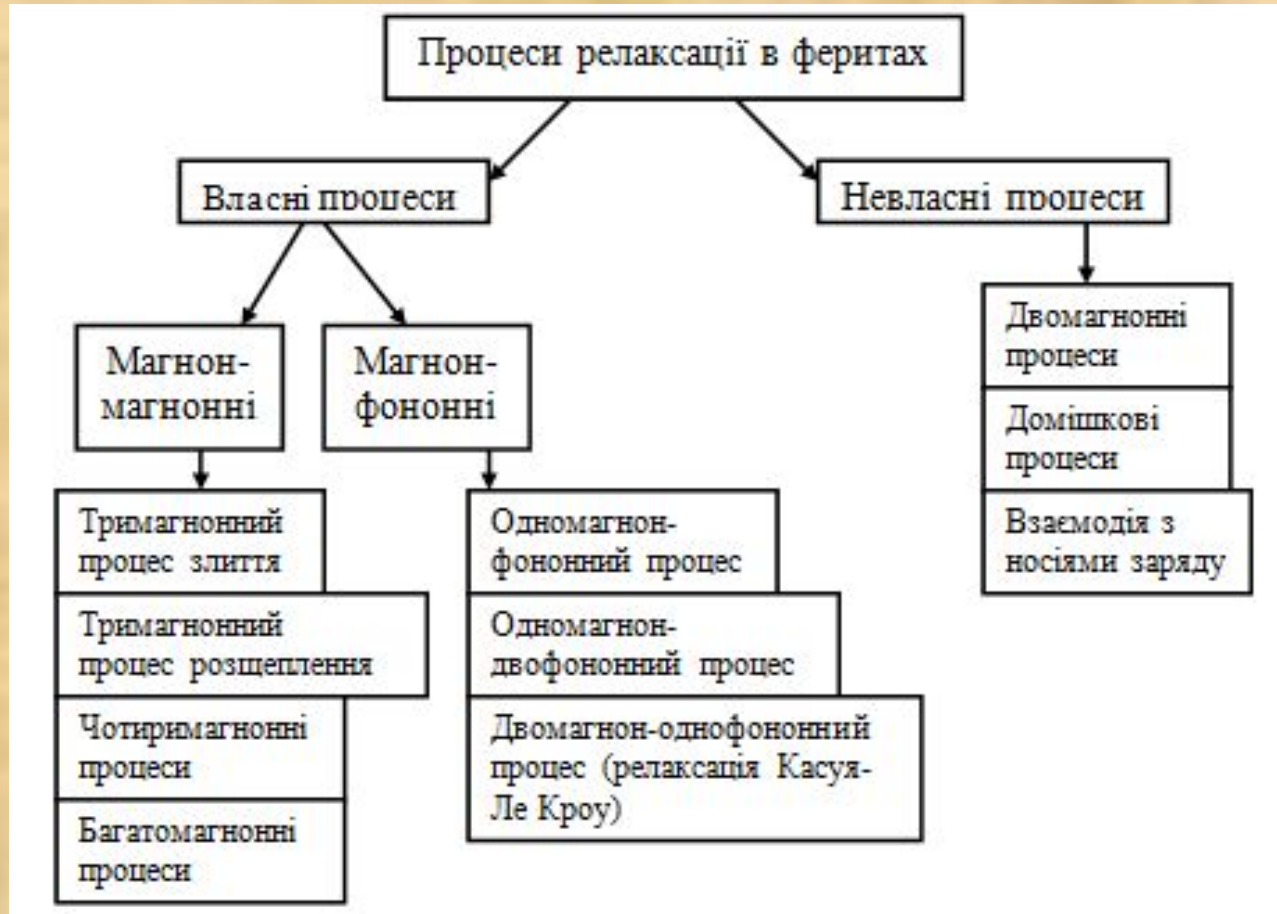 Процеси релаксації в феритах
Власні процеси
Невласні процеси
Магнон-
магнонні
Магнон-
фононні
Двомагнонні
процеси
Домішкові
процеси
Взаємодія з
носіями заряду
Тримагнонний
процес злиття
Тримагнонний
процес розщеплення
Чотиримагнонні
процеси
Багатомагнонні
процеси
Одномагнон-
фононний процес
Одномагнон-
двофононний процес
Двомагнон-однофононний
процес (релаксація Касуя-
Ле Кроу)